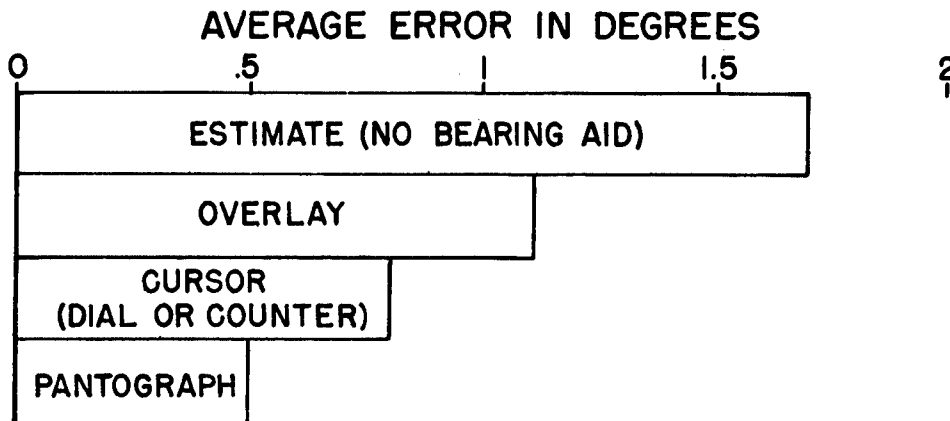 AVERAGE ERROR IN DEGREES
0 .5 1 1.5 2
ESTIMATE (NO BEARING AID)
OVERLAY
CURSOR
(DIAL OR COUNTER)
PANTOGRAPH